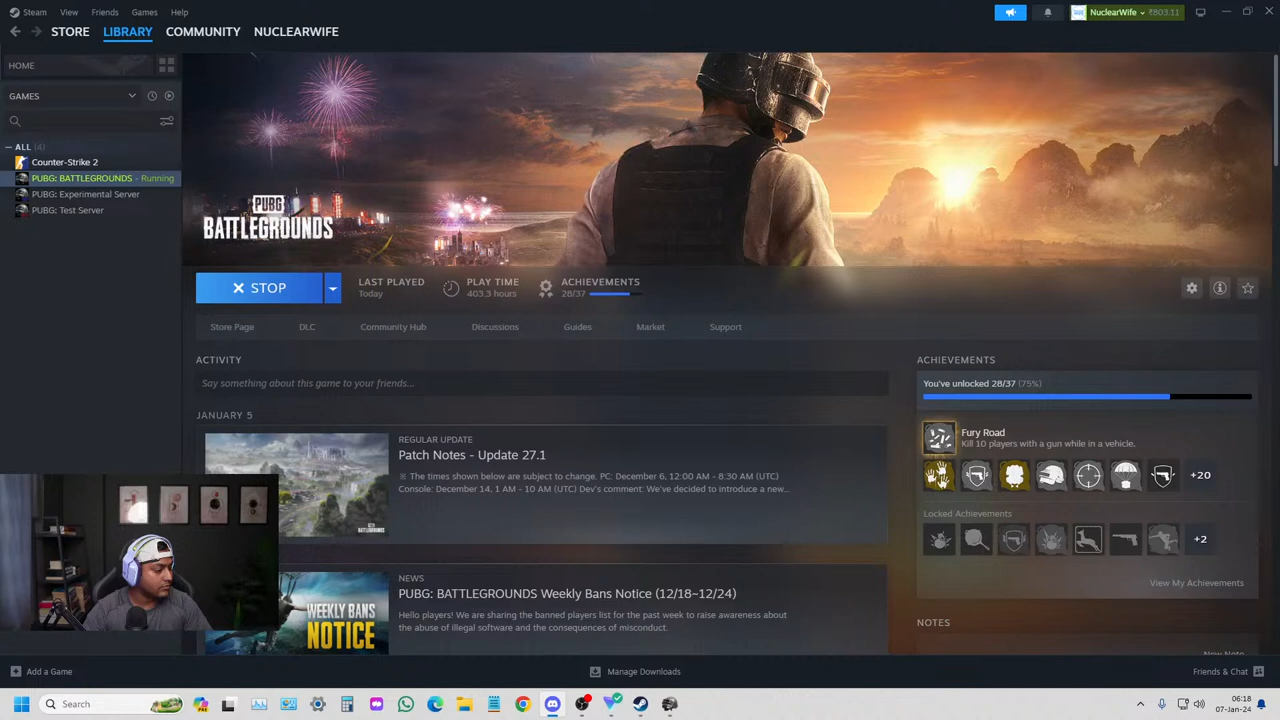 Steam View Friends Games Help
NuclearWife ₹803.11
STORE LIBRARY COMMUNITY NUCLEARWIFE
HOME
GAMES
ALL (4)
Counter-Strike 2
PUBG: BATTLEGROUNDS - Running
PUBG: Experimental Server
PUBG: Test Server
PUBG
BATTLEGROUNDS
STOP
LAST PLAYED
Today
PLAY TIME
403.3 hours
ACHIEVEMENTS
28/37
Store Page DLC Community Hub Discussions Guides Market Support
ACTIVITY
Say something about this game to your friends...
JANUARY 5
REGULAR UPDATE
Patch Notes - Update 27.1
※ The times shown below are subject to change. PC: December 6, 12:00 AM - 8:30 AM (UTC)
Console: December 14, 1 AM - 10 AM (UTC) Dev's comment: We've decided to introduce a new...
WEEKLY BANS
NOTICE
NEWS
PUBG: BATTLEGROUNDS Weekly Bans Notice (12/18~12/24)
Hello players! We are sharing the banned players list for the past week to raise awareness about
the abuse of illegal software and the consequences of misconduct.
ACHIEVEMENTS
You've unlocked 28/37 (75%)
Fury Road
Kill 10 players with a gun while in a vehicle.
+20
Locked Achievements
+2
View My Achievements
NOTES
New Note
Add a Game
Manage Downloads
Friends & Chat
Search
06:18
07-Jan-24